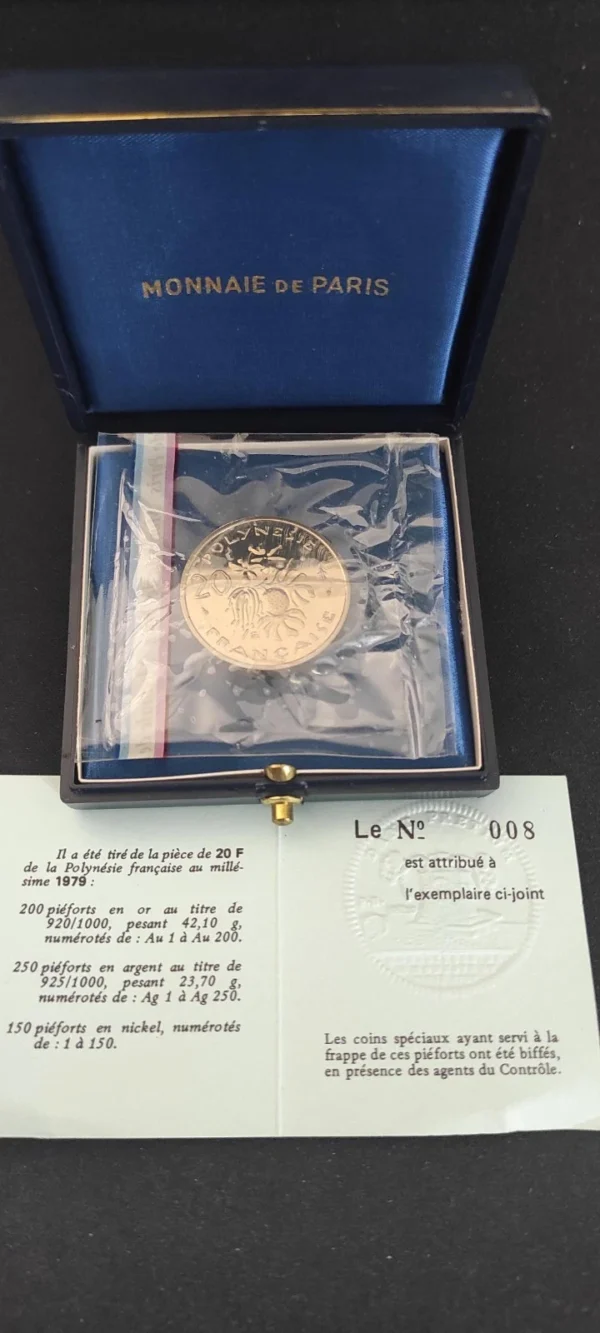 MONNAIE DE PARIS
POLYNESIE
20 F
FRANÇAISE
Il a été tiré de la pièce de 20 F
de la Polynésie française au millé-
sime 1979 :
200 piéforts en or au titre de
920/1000, pesant 42,10 g,
numérotés de : Au 1 à Au 200.
250 piéforts en argent au titre de
925/1000, pesant 23,70 g,
numérotés de : Ag 1 à Ag 250.
150 piéforts en nickel, numérotés
de : 1 à 150.
Le Nº 008
est attribué à
l'exemplaire ci-joint
Les coins spéciaux ayant servi à la
frappe de ces piéforts ont été biffés,
en présence des agents du Contrôle.